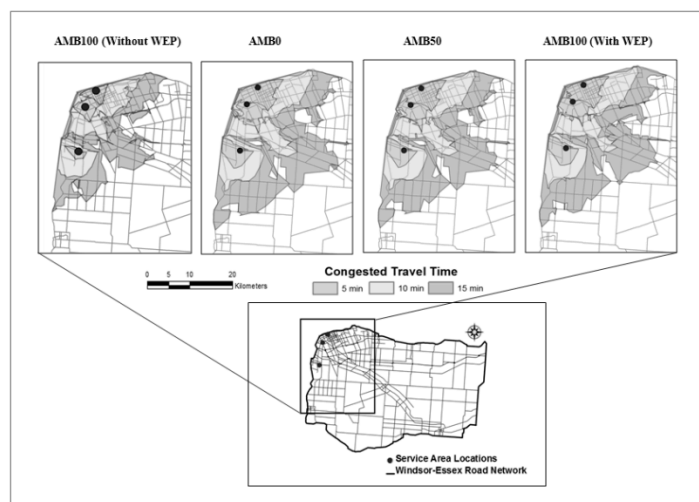 AMB100 (Without WEP)
AMB0
AMB50
AMB100 (With WEP)
0 5 10 20
Kilometers
Congested Travel Time
5 min
10 min
15 min
Service Area Locations
Windsor-Essex Road Network